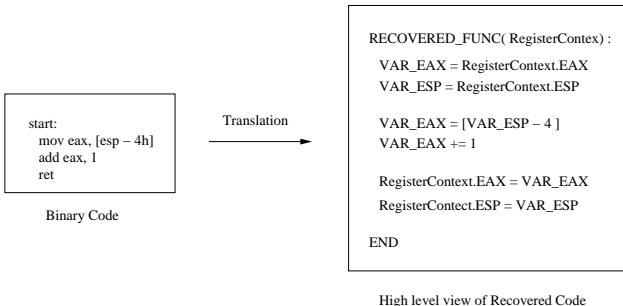 start:
mov eax, [esp – 4h]
add eax, 1
ret
Binary Code
Translation
RECOVERED_FUNC( RegisterContex) :
VAR_EAX = RegisterContext.EAX
VAR_ESP = RegisterContext.ESP
VAR_EAX = [VAR_ESP – 4 ]
VAR_EAX += 1
RegisterContext.EAX = VAR_EAX
RegisterContect.ESP = VAR_ESP
END
High level view of Recovered Code